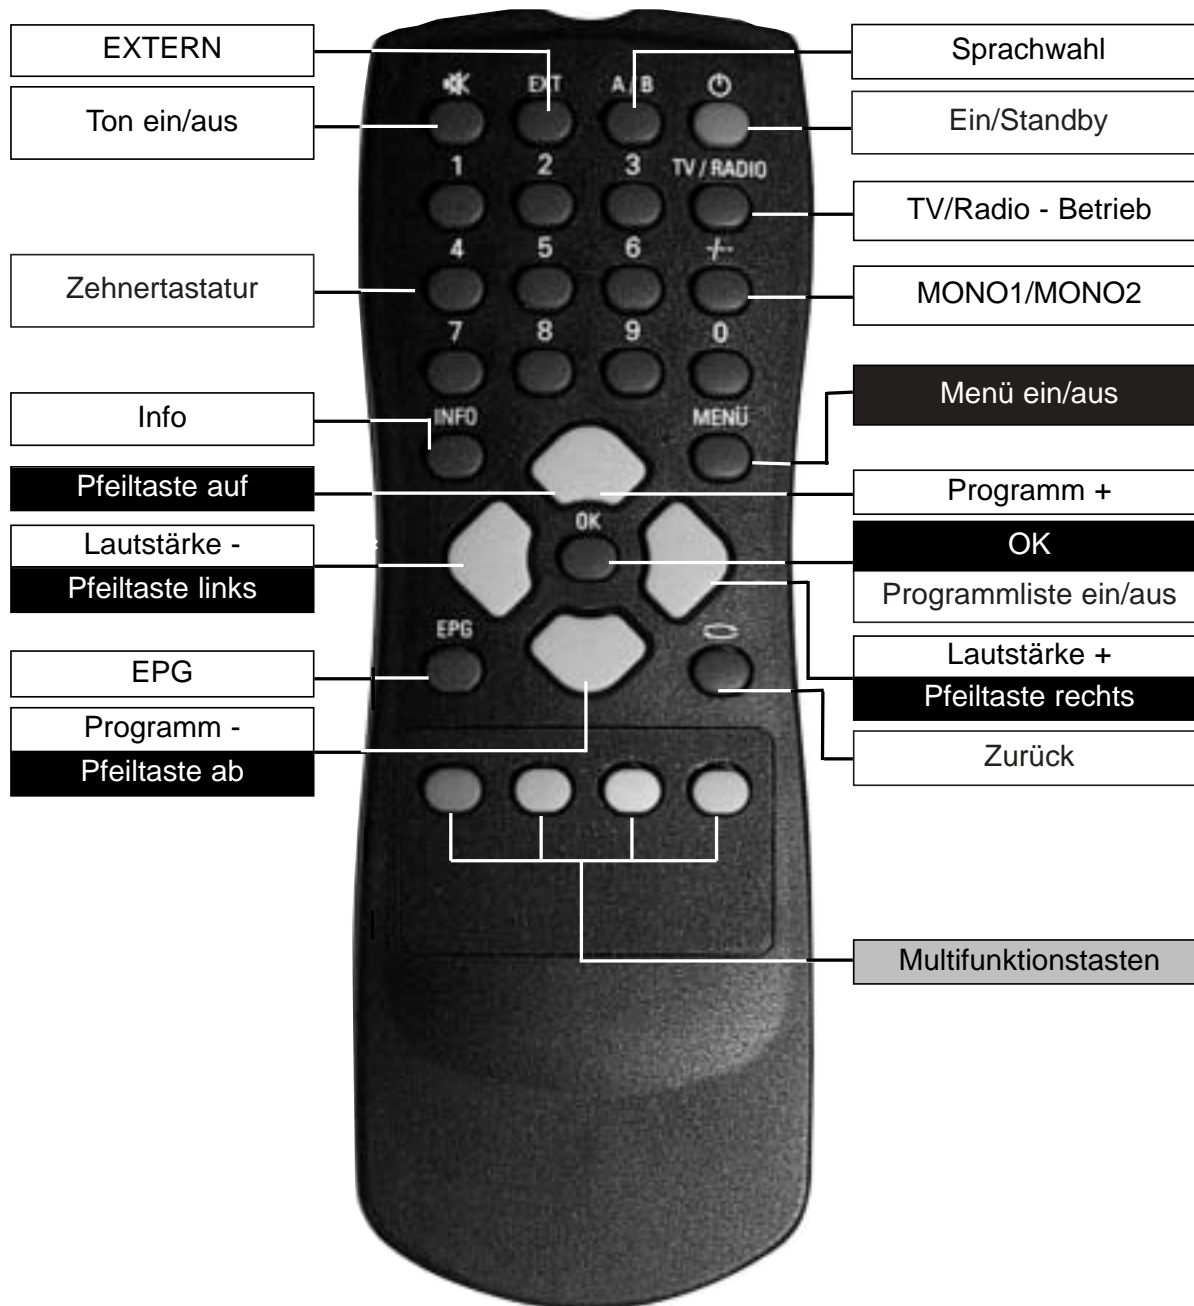 EXTERN
Ton ein/aus
Zehnertastatur
Info
Pfeiltaste auf
Lautstärke -
Pfeiltaste links
EPG
Programm -
Pfeiltaste ab
EXT A / B
1 2 3 TV / RADIO
4 5 6 -/--
7 8 9 0
INFO MENÜ
OK
EPG
Sprachwahl
Ein/Standby
TV/Radio - Betrieb
MONO1/MONO2
Menü ein/aus
Programm +
OK
Programmliste ein/aus
Lautstärke +
Pfeiltaste rechts
Zurück
Multifunktionstasten